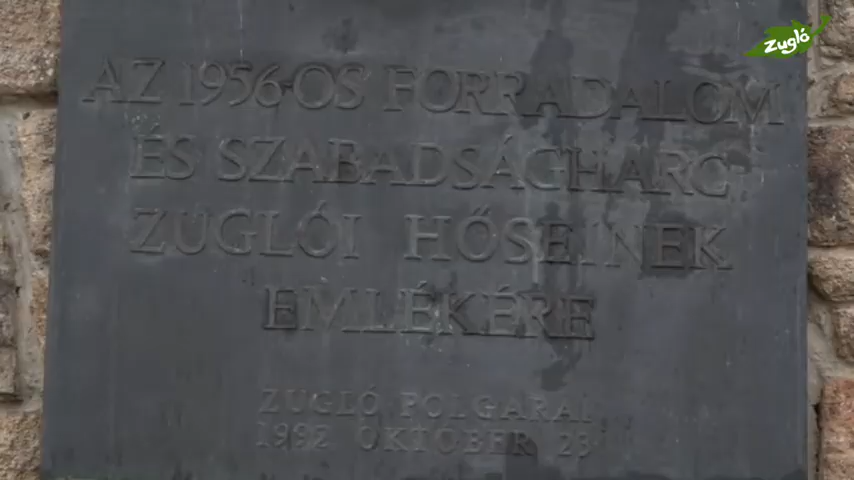 Zugló
AZ 1956-OS FORRADALOM
ÉS SZABADSÁGHARC
ZUGLÓI HŐSEINEK
EMLÉKÉRE
ZUGLÓ POLGÁRAI
1992 OKTÓBER 23